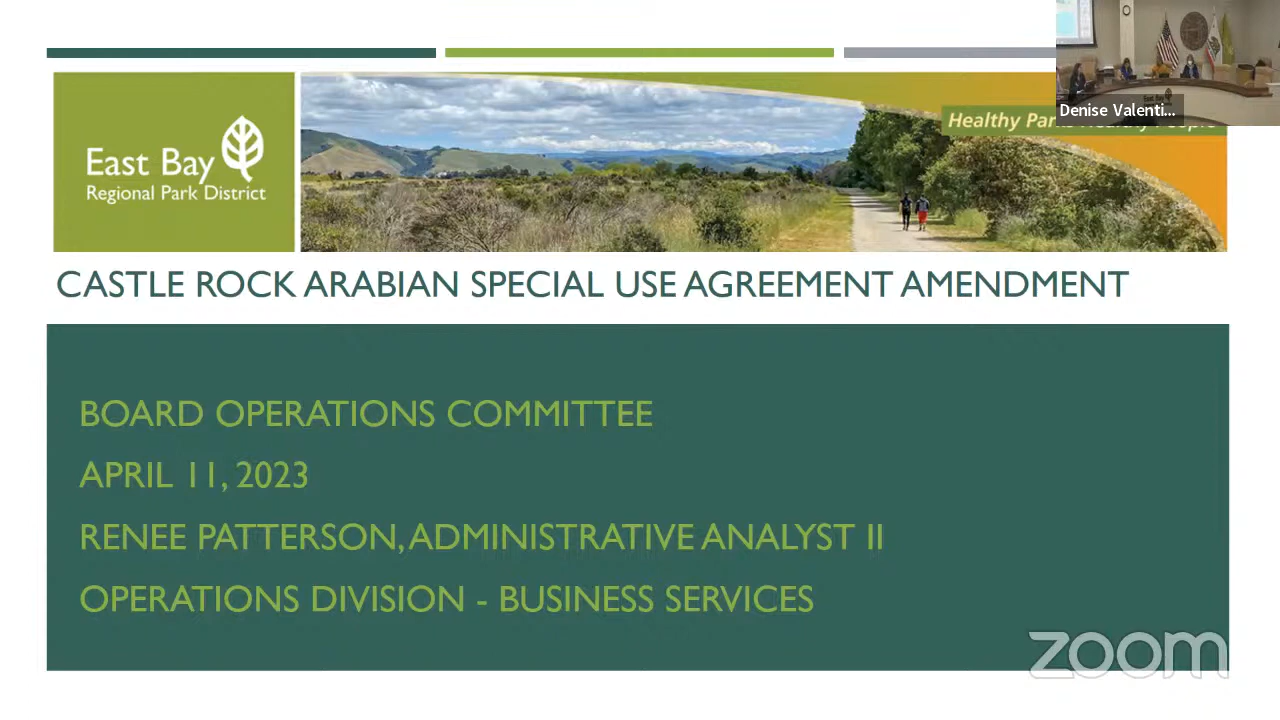 East Bay
Regional Park District
Healthy Parks Healthy People
Denise Valenti...
CASTLE ROCK ARABIAN SPECIAL USE AGREEMENT AMENDMENT
BOARD OPERATIONS COMMITTEE
APRIL 11, 2023
RENEE PATTERSON, ADMINISTRATIVE ANALYST II
OPERATIONS DIVISION - BUSINESS SERVICES
zoom